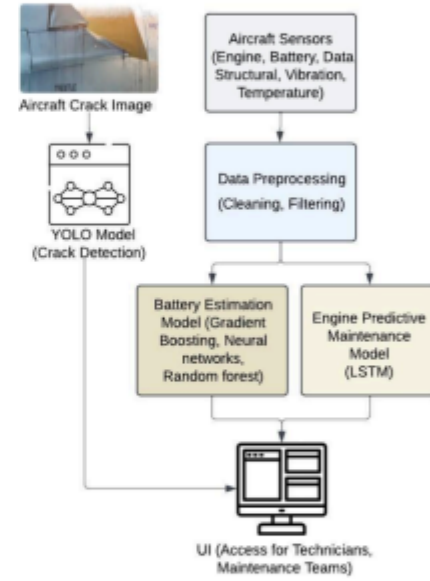 Aircraft Sensors
(Engine, Battery, Data
Structural, Vibration,
Temperature)
Aircraft Crack Image
Data Preprocessing
(Cleaning, Filtering)
YOLO Model
(Crack Detection)
Battery Estimation
Model (Gradient
Boosting, Neural
networks,
Random forest)
Engine Predictive
Maintenance
Model
(LSTM)
UI (Access for Technicians,
Maintenance Teams)